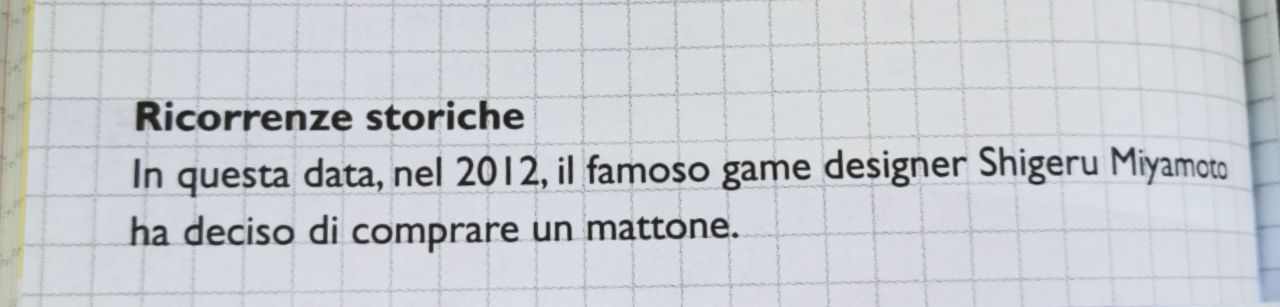 Ricorrenze storiche
In questa data, nel 2012, il famoso game designer Shigeru Miyamoto
ha deciso di comprare un mattone.